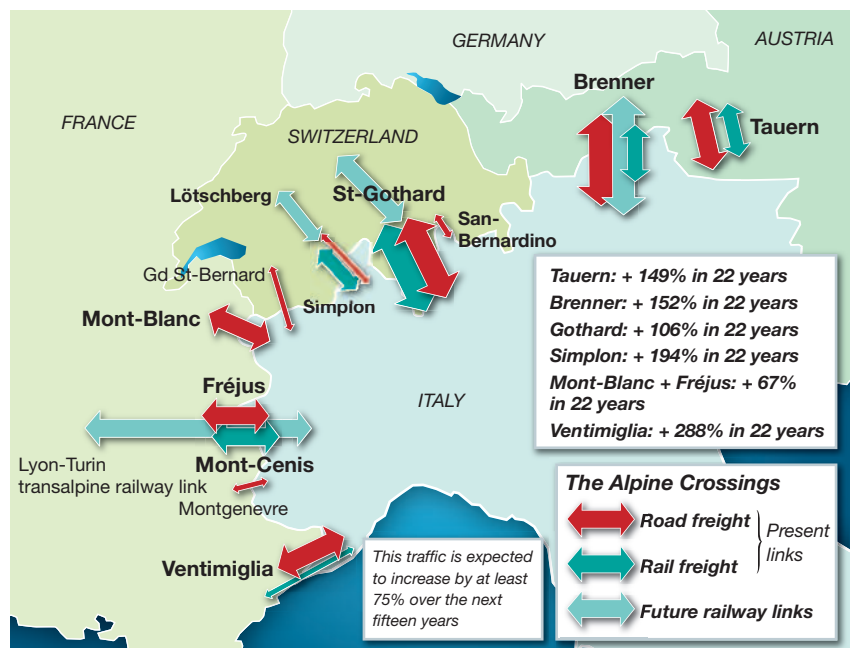 GERMANY
AUSTRIA
Brenner
FRANCE
SWITZERLAND
Tauern
Lötschberg
St-Gothard
San-
Bernardino
Gd St-Bernard
Simplon
Mont-Blanc
Tauern: + 149% in 22 years
Brenner: + 152% in 22 years
Gothard: + 106% in 22 years
Simplon: + 194% in 22 years
Mont-Blanc + Fréjus: + 67%
in 22 years
Ventimiglia: + 288% in 22 years
Fréjus
ITALY
Lyon-Turin
transalpine railway link
Mont-Cenis
Montgenevre
The Alpine Crossings
Road freight
Rail freight
Present
links
Future railway links
Ventimiglia
This traffic is expected
to increase by at least
75% over the next
fifteen years